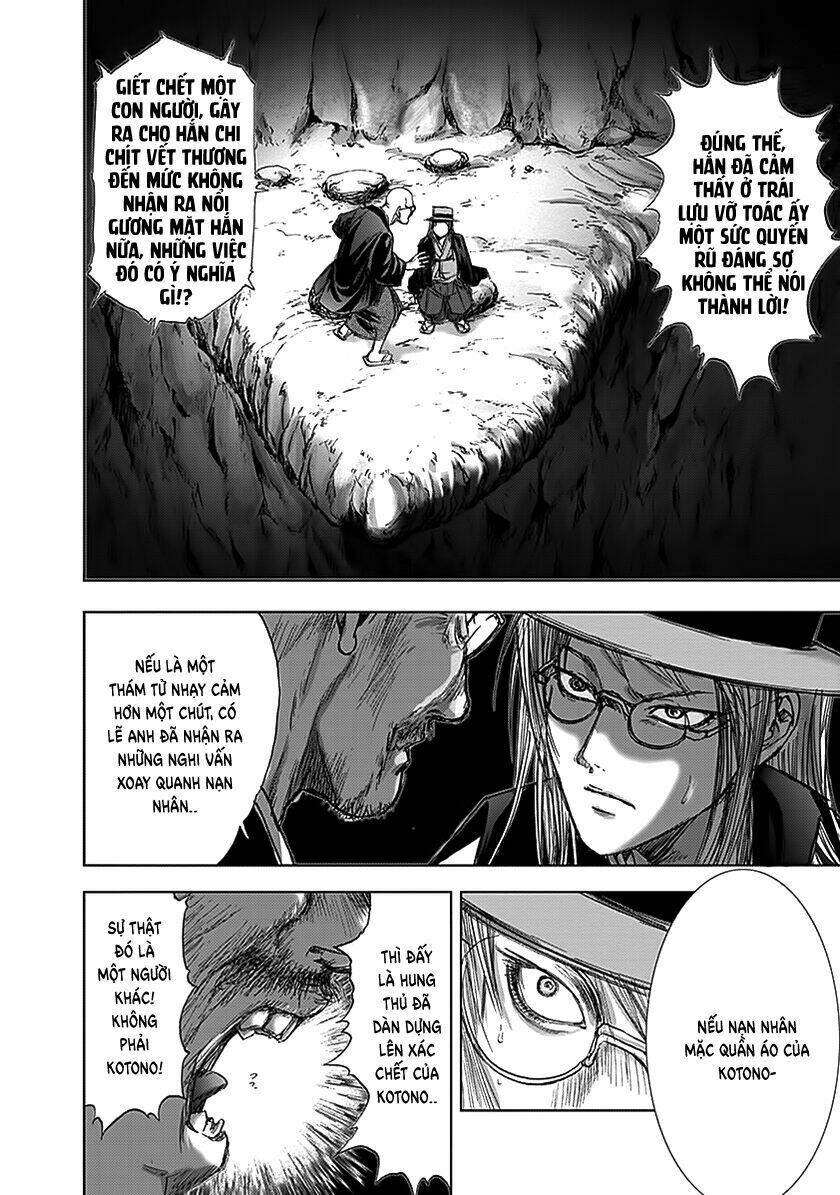 ĐÚNG THẾ,
HẮN ĐÃ CẢM
THẤY Ở TRÁI
LƯU VỠ TOÁC ẤY
MỘT SỨC QUYẾN
RŨ ĐÁNG SỢ
KHÔNG THỂ NÓI
THÀNH LỜI!
GIẾT CHẾT MỘT
CON NGƯỜI, GÂY
RA CHO HẮN CHI
CHÍT VẾT THƯƠNG
ĐẾN MỨC KHÔNG
NHẬN RA NỔI
GƯƠNG MẶT HẮN
NỮA, NHỮNG VIỆC
ĐÓ CÓ Ý NGHĨA
GÌ!?
NẾU LÀ MỘT
THÁM TỬ NHẠY CẢM
HƠN MỘT CHÚT, CÓ
LẼ ANH ĐÃ NHẬN RA
NHỮNG NGHI VẤN
XOAY QUANH NẠN
NHÂN..
NẾU NẠN NHÂN
MẶC QUẦN ÁO CỦA
KOTONO-
THÌ ĐẤY
LÀ HUNG
THỦ ĐÃ
DÀN DỰNG
LÊN XÁC
CHẾT CỦA
KOTONO..
SỰ THẬT
ĐÓ LÀ
MỘT NGƯỜI
KHÁC!
KHÔNG
PHẢI
KOTONO!